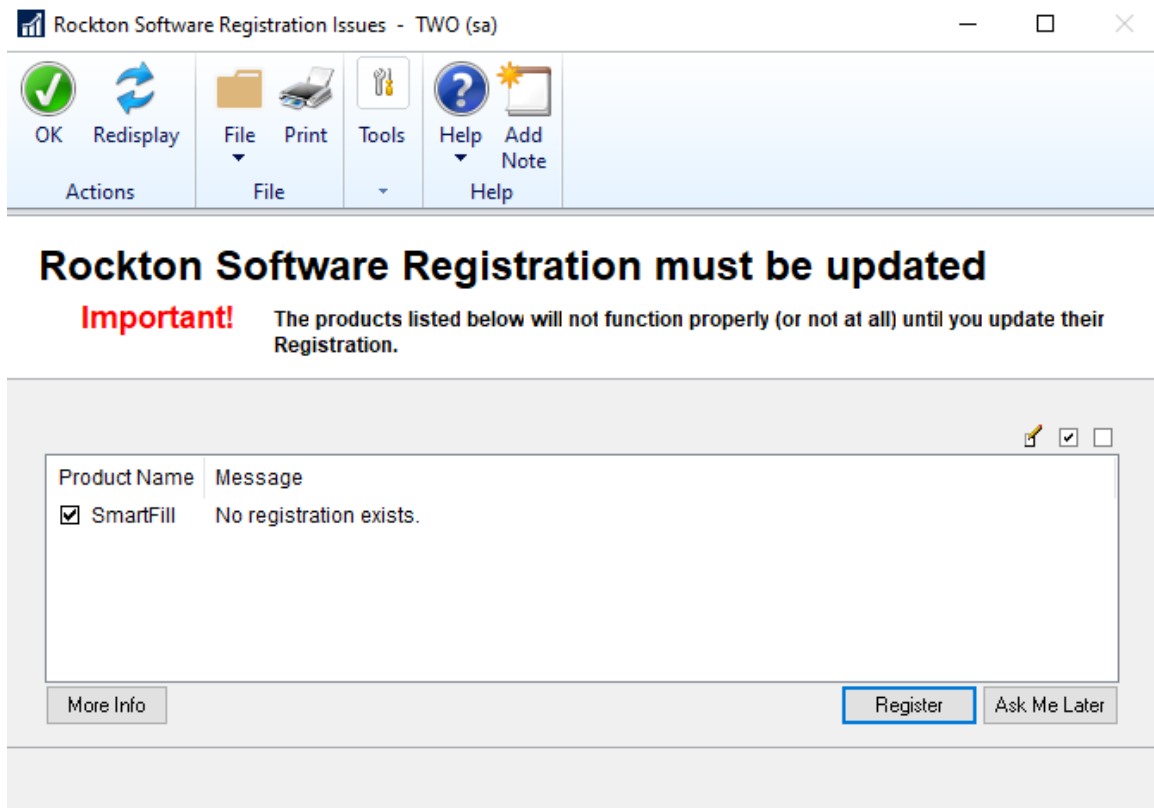 Rockton Software Registration Issues - TWO (sa)
OK Redisplay File Print Tools Help Add Note
Actions File Help
Rockton Software Registration must be updated
Important! The products listed below will not function properly (or not at all) until you update their
Registration.
Product Name Message
SmartFill No registration exists.
More Info Register Ask Me Later